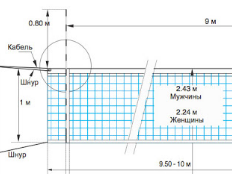 0.80 м
9 м
Кабель
Шнур
1 м
2.43
Мужчины
2.24
Женщины
Шнур
9.50 - 10 м